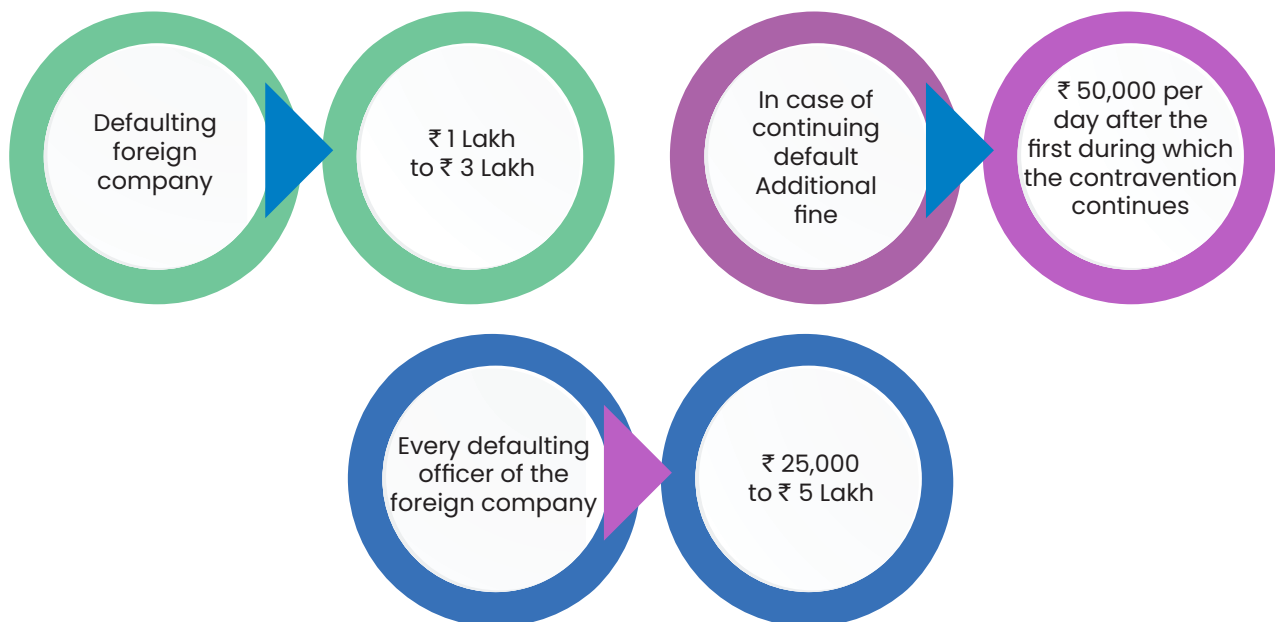 Defaulting
foreign
company
₹ 1 Lakh
to ₹ 3 Lakh
In case of
continuing
default
Additional
fine
₹ 50,000 per
day after the
first during which
the contravention
continues
Every defaulting
officer of the
foreign company
₹ 25,000
to ₹ 5 Lakh